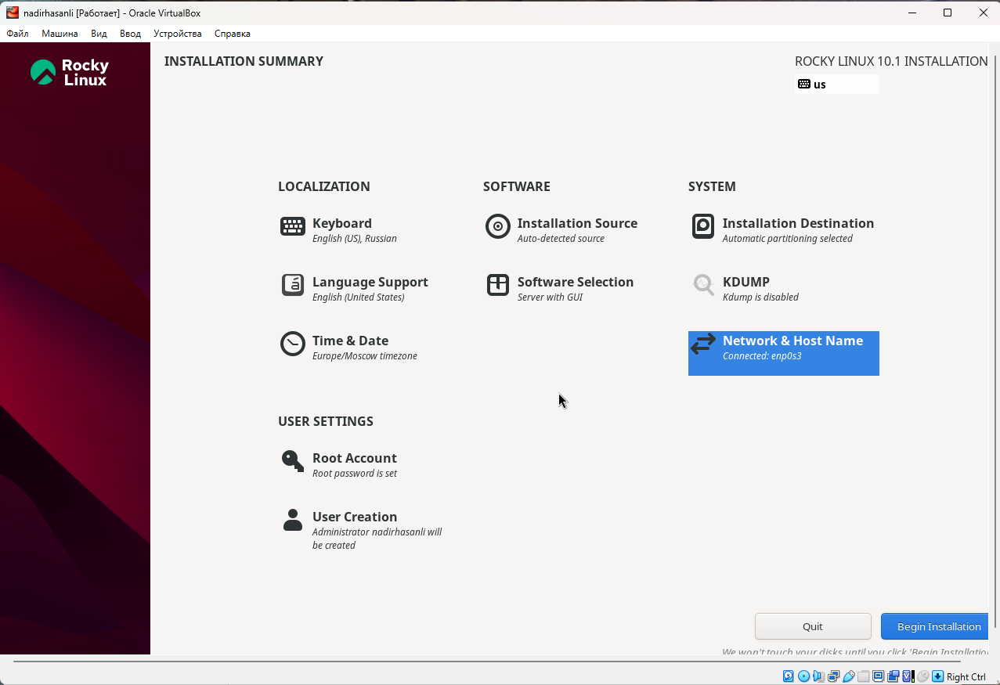 nadirhasanli [Работает] - Oracle VirtualBox
Файл Машина Вид Ввод Устройства Справка
Rocky
Linux
INSTALLATION SUMMARY
ROCKY LINUX 10.1 INSTALLATION
us
LOCALIZATION
Keyboard
English (US), Russian
Language Support
English (United States)
Time & Date
Europe/Moscow timezone
SOFTWARE
Installation Source
Auto-detected source
Software Selection
Server with GUI
SYSTEM
Installation Destination
Automatic partitioning selected
KDUMP
Kdump is disabled
Network & Host Name
Connected: enp0s3
USER SETTINGS
Root Account
Root password is set
User Creation
Administrator nadirhasanli will
be created
Quit
Begin Installation
We won't touch your disks until you click 'Begin Installatio
Right Ctrl